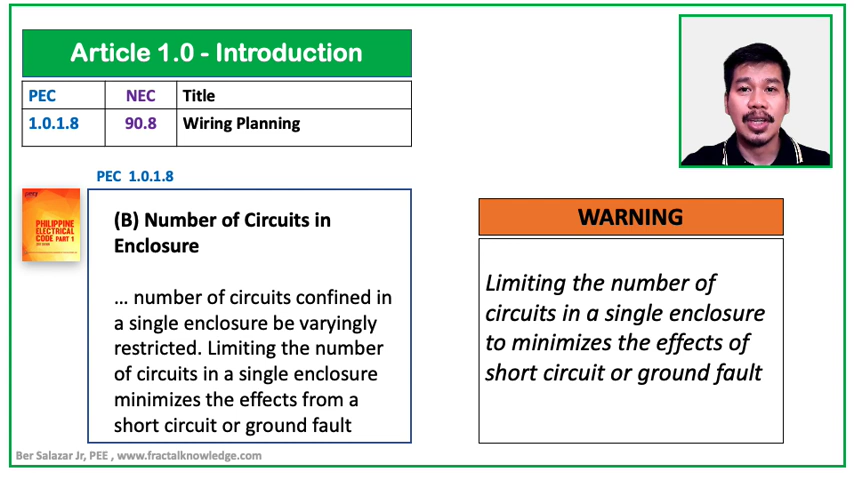 Article 1.0 - Introduction
PEC NEC Title
1.0.1.8 90.8 Wiring Planning
PEC 1.0.1.8
PHILIPPINE
ELECTRICAL
CODE PART 1
(B) Number of Circuits in
Enclosure
... number of circuits confined in
a single enclosure be varyingly
restricted. Limiting the number
of circuits in a single enclosure
minimizes the effects from a
short circuit or ground fault
WARNING
Limiting the number of
circuits in a single enclosure
to minimizes the effects of
short circuit or ground fault
Ber Salazar Jr, PEE , www.fractalknowledge.com